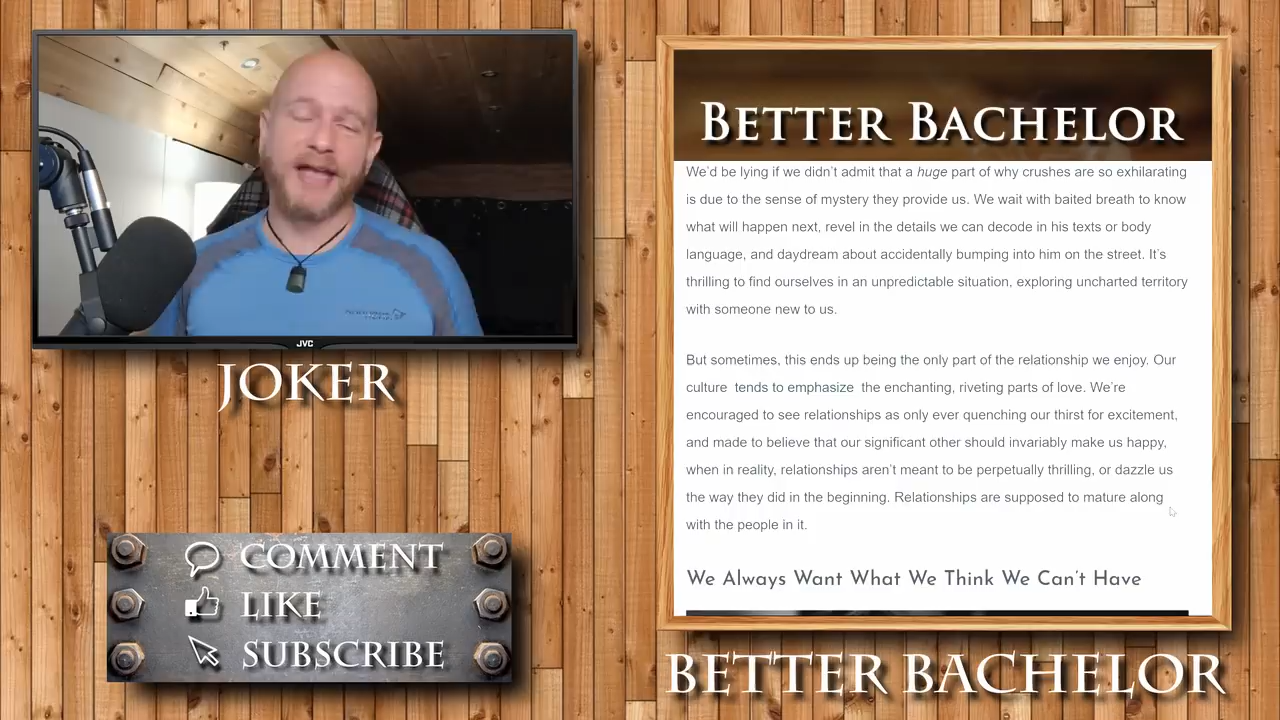 JVC
JOKER
COMMENT
LIKE
SUBSCRIBE
BETTER BACHELOR
We'd be lying if we didn't admit that a huge part of why crushes are so exhilarating
is due to the sense of mystery they provide us. We wait with baited breath to know
what will happen next, revel in the details we can decode in his texts or body
language, and daydream about accidentally bumping into him on the street. It's
thrilling to find ourselves in an unpredictable situation, exploring uncharted territory
with someone new to us.
But sometimes, this ends up being the only part of the relationship we enjoy. Our
culture tends to emphasize the enchanting, riveting parts of love. We're
encouraged to see relationships as only ever quenching our thirst for excitement,
and made to believe that our significant other should invariably make us happy,
when in reality, relationships aren't meant to be perpetually thrilling, or dazzle us
the way they did in the beginning. Relationships are supposed to mature along
with the people in it.
We Always Want What We Think We Can't Have
BETTER BACHELOR